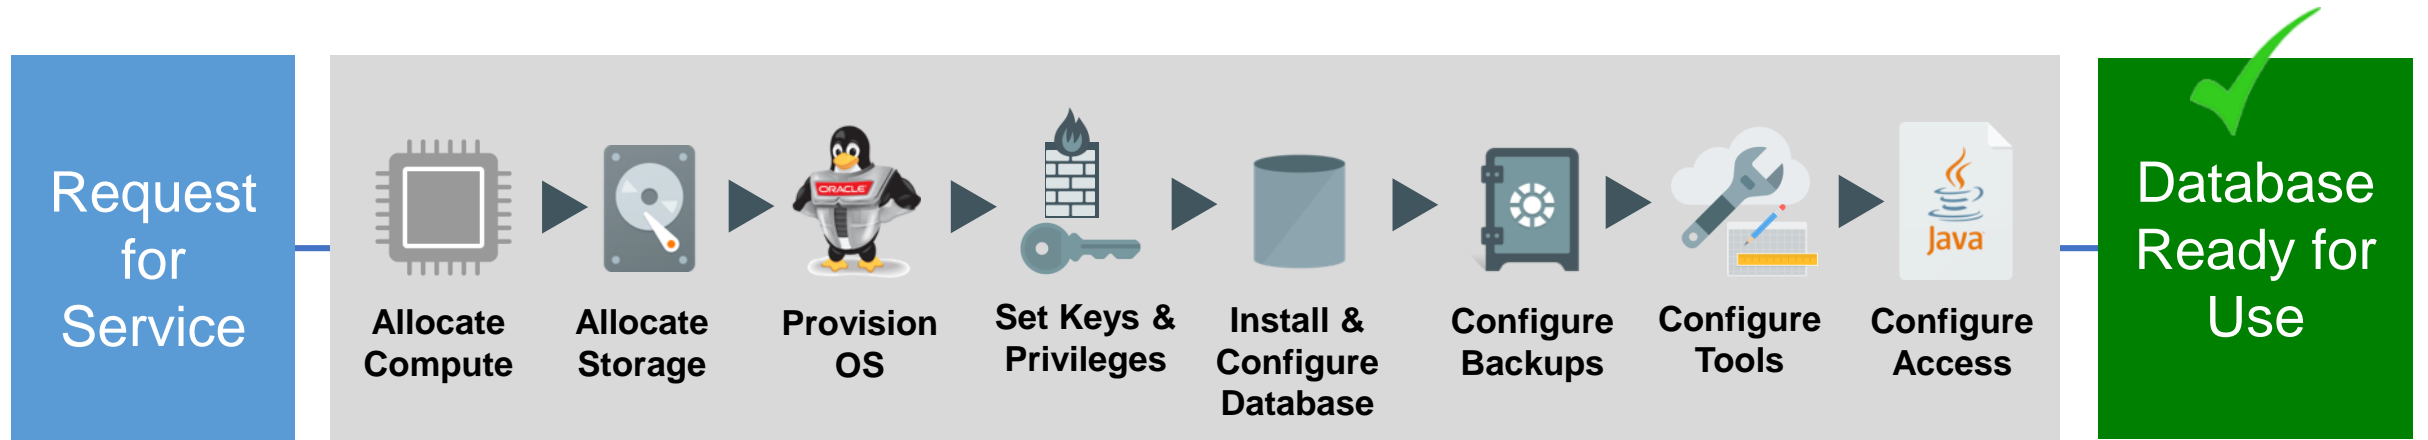 Request
for
Service
ORACLE
Java
Allocate
Compute
Allocate
Storage
Provision
OS
Set Keys &
Privileges
Install &
Configure
Database
Configure
Backups
Configure
Tools
Configure
Access
Database
Ready for
Use